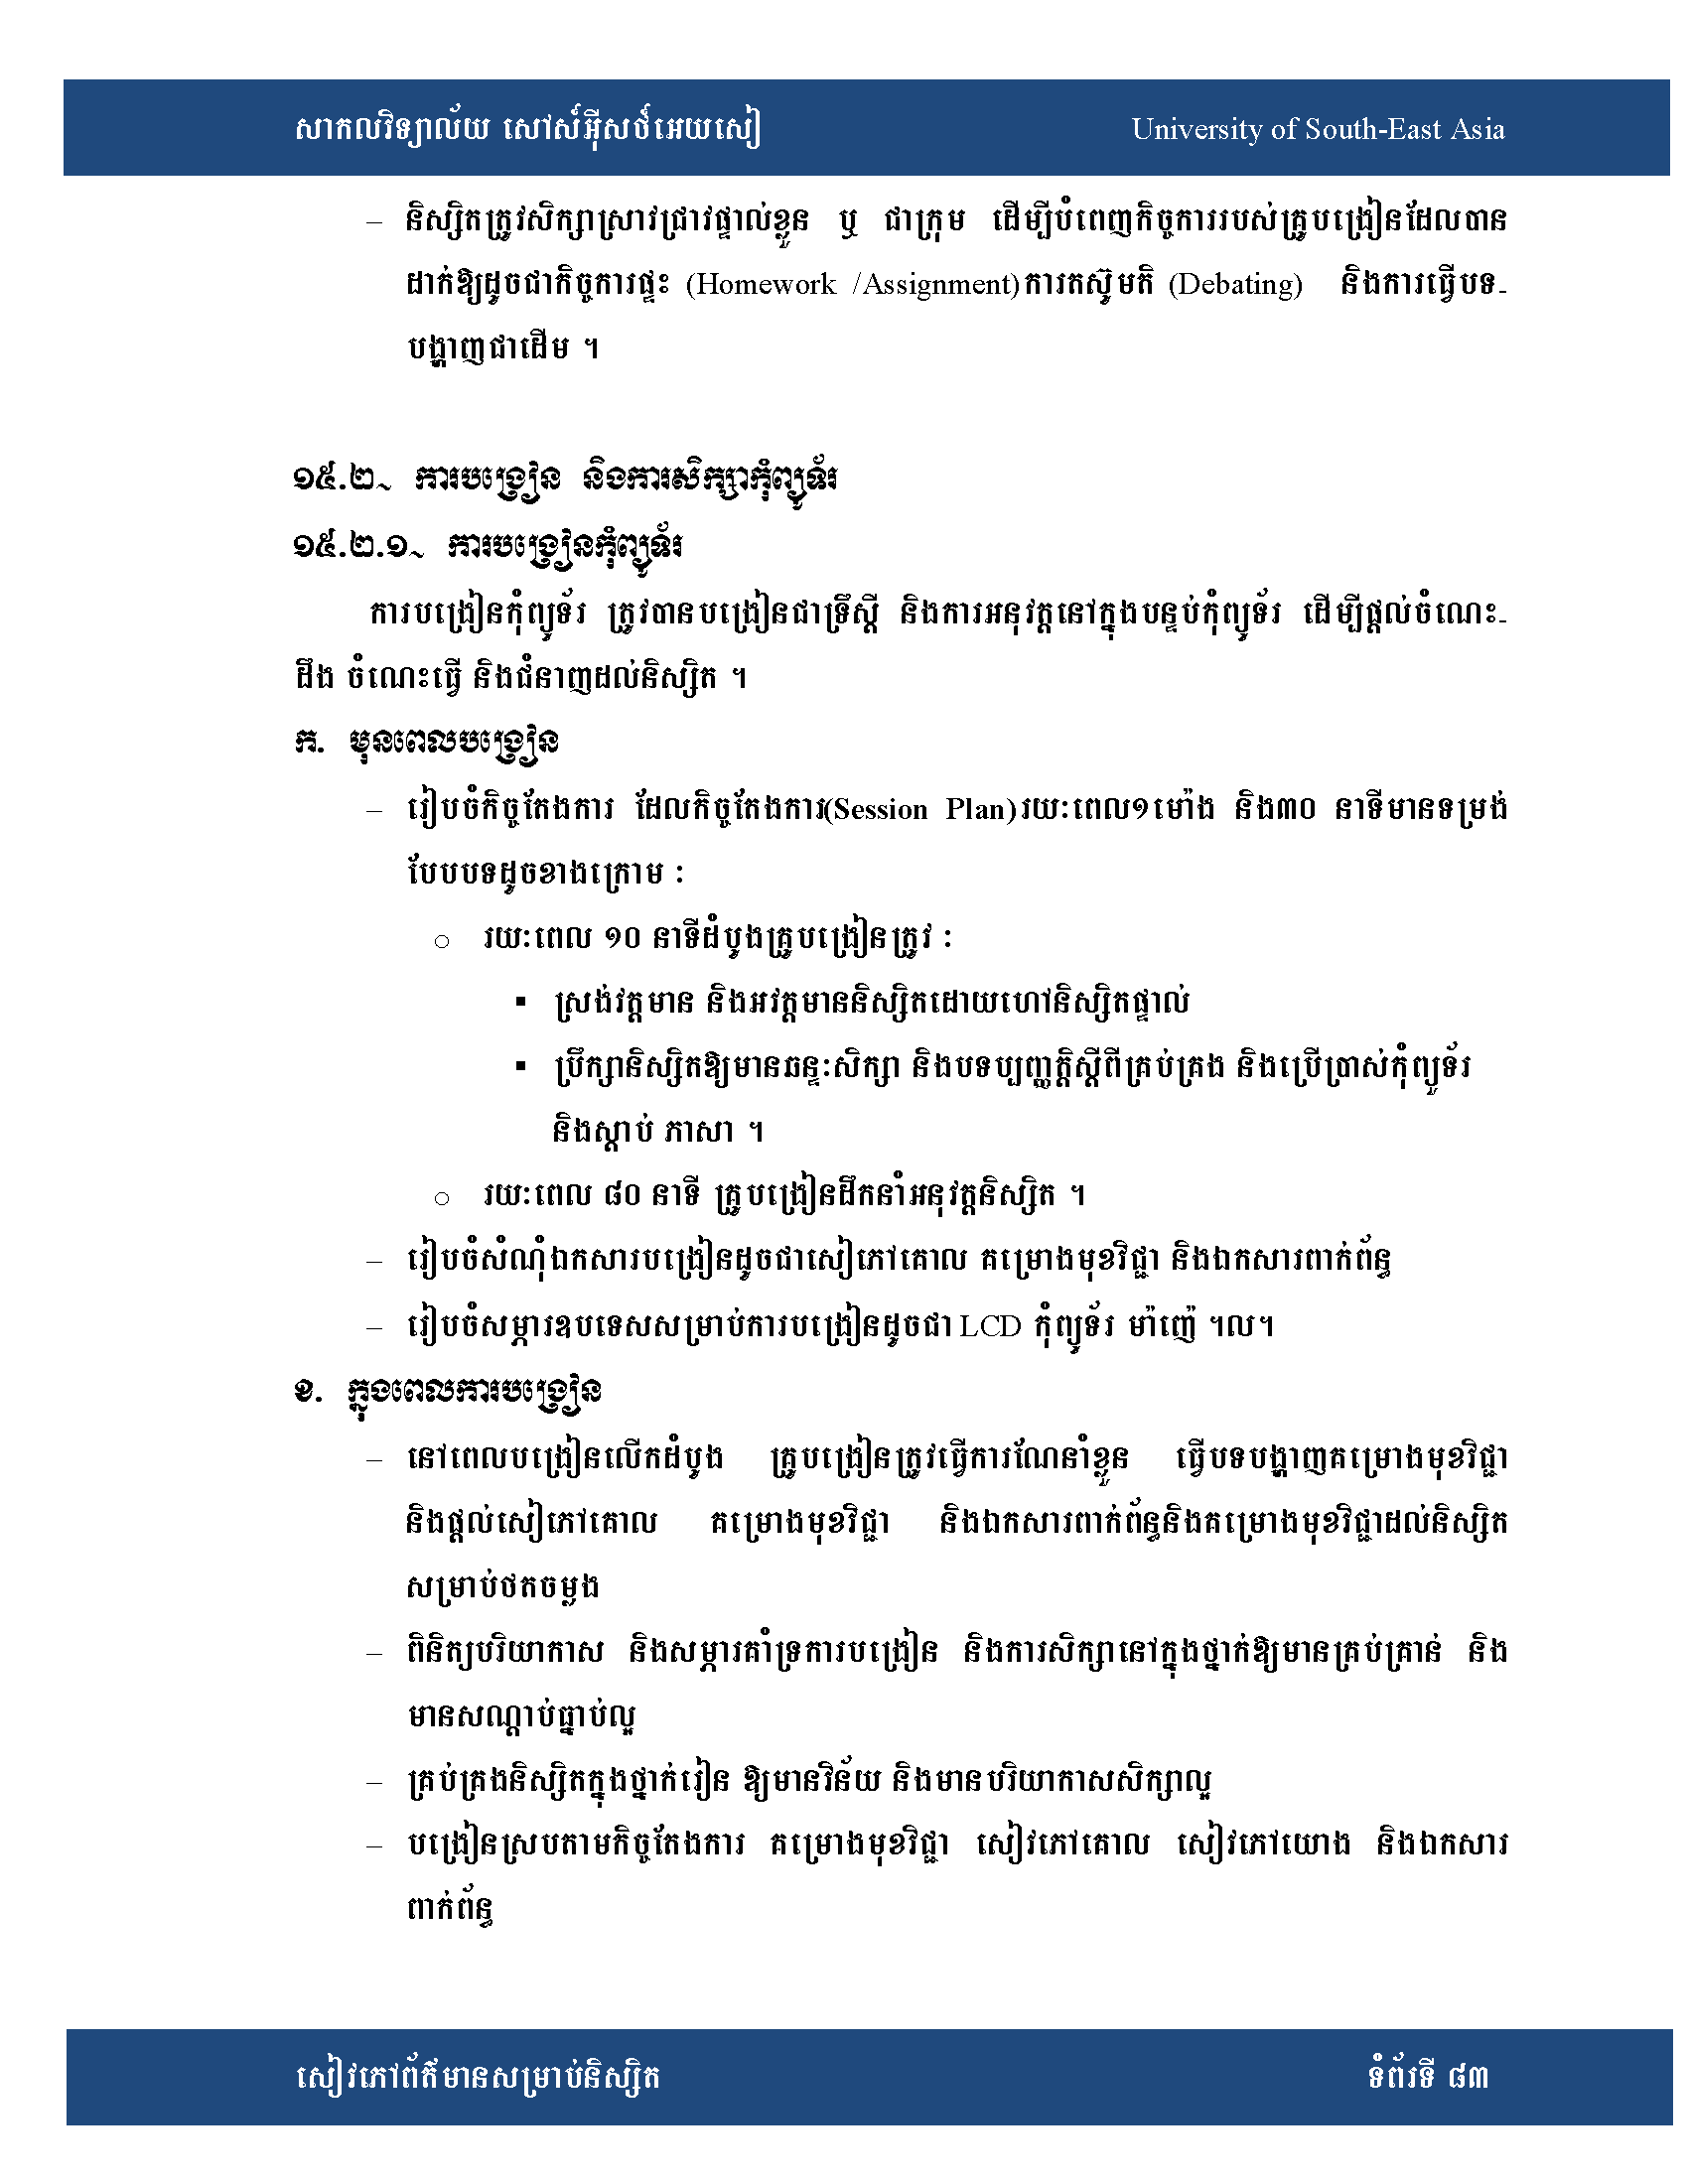 សាកលវិទ្យាល័យ សៅស៍អ៊ីសថ៍អេយសៀ University of South-East Asia
– និស្សិតត្រូវសិក្សាស្រាវជ្រាវផ្ទាល់ខ្លួន ឬ ជាក្រុម ដើម្បីបំពេញកិច្ចការរបស់គ្រូបង្រៀនដែលបាន
ដាក់ឱ្យដូចជាកិច្ចការផ្ទះ (Homework /Assignment)ការតស៊ូមតិ (Debating) និងការធ្វើបទ-
បង្ហាញជាដើម ។
១៥.២~ ការបង្រៀន និងការសិក្សាកុំព្យូទ័រ
១៥.២.១~ ការបង្រៀនកុំព្យូទ័រ
ការបង្រៀនកុំព្យូទ័រ ត្រូវបានបង្រៀនជាទ្រឹស្តី និងការអនុវត្តនៅក្នុងបន្ទប់កុំព្យូទ័រ ដើម្បីផ្តល់ចំណេះ-
ដឹង ចំណេះធ្វើ និងជំនាញដល់និស្សិត ។
ក. មុនពេលបង្រៀន
– រៀបចំកិច្ចតែងការ ដែលកិច្ចតែងការ(Session Plan)រយៈពេល១ម៉ោង និង៣០ នាទីមានទម្រង់
បែបបទដូចខាងក្រោម ៈ
o រយៈពេល ១០ នាទីដំបូងគ្រូបង្រៀនត្រូវ ៈ
▪ ស្រង់វត្តមាន និងអវត្តមាននិស្សិតដោយហៅនិស្សិតផ្ទាល់
▪ ប្រឹក្សានិស្សិតឱ្យមានឆន្ទៈសិក្សា និងបទប្បញ្ញត្តិស្តីពីគ្រប់គ្រង និងប្រើប្រាស់កុំព្យូទ័រ
និងស្តាប់ ភាសា ។
o រយៈពេល ៨០ នាទី គ្រូបង្រៀនដឹកនាំអនុវត្តនិស្សិត ។
– រៀបចំសំណុំឯកសារបង្រៀនដូចជាសៀភៅគោល គម្រោងមុខវិជ្ជា និងឯកសារពាក់ព័ន្ធ
– រៀបចំសម្ភារឧបទេសសម្រាប់ការបង្រៀនដូចជា LCD កុំព្យូទ័រ ម៉ាញ៉េ ។ល។
ខ. ក្នុងពេលការបង្រៀន
– នៅពេលបង្រៀនលើកដំបូង គ្រូបង្រៀនត្រូវធ្វើការណែនាំខ្លួន ធ្វើបទបង្ហាញគម្រោងមុខវិជ្ជា
និងផ្តល់សៀភៅគោល គម្រោងមុខវិជ្ជា និងឯកសារពាក់ព័ន្ធនិងគម្រោងមុខវិជ្ជាដល់និស្សិត
សម្រាប់ថតចម្លង
– ពិនិត្យបរិយាកាស និងសម្ភារគាំទ្រការបង្រៀន និងការសិក្សានៅក្នុងថ្នាក់ឱ្យមានគ្រប់គ្រាន់ និង
មានសណ្តាប់ធ្នាប់ល្អ
– គ្រប់គ្រងនិស្សិតក្នុងថ្នាក់រៀន ឱ្យមានវិន័យ និងមានបរិយាកាសសិក្សាល្អ
– បង្រៀនស្របតាមកិច្ចតែងការ គម្រោងមុខវិជ្ជា សៀវភៅគោល សៀវភៅយោង និងឯកសារ
ពាក់ព័ន្ធ
សៀវភៅព័ត៌មានសម្រាប់និស្សិត ទំព័រទី ៨៣